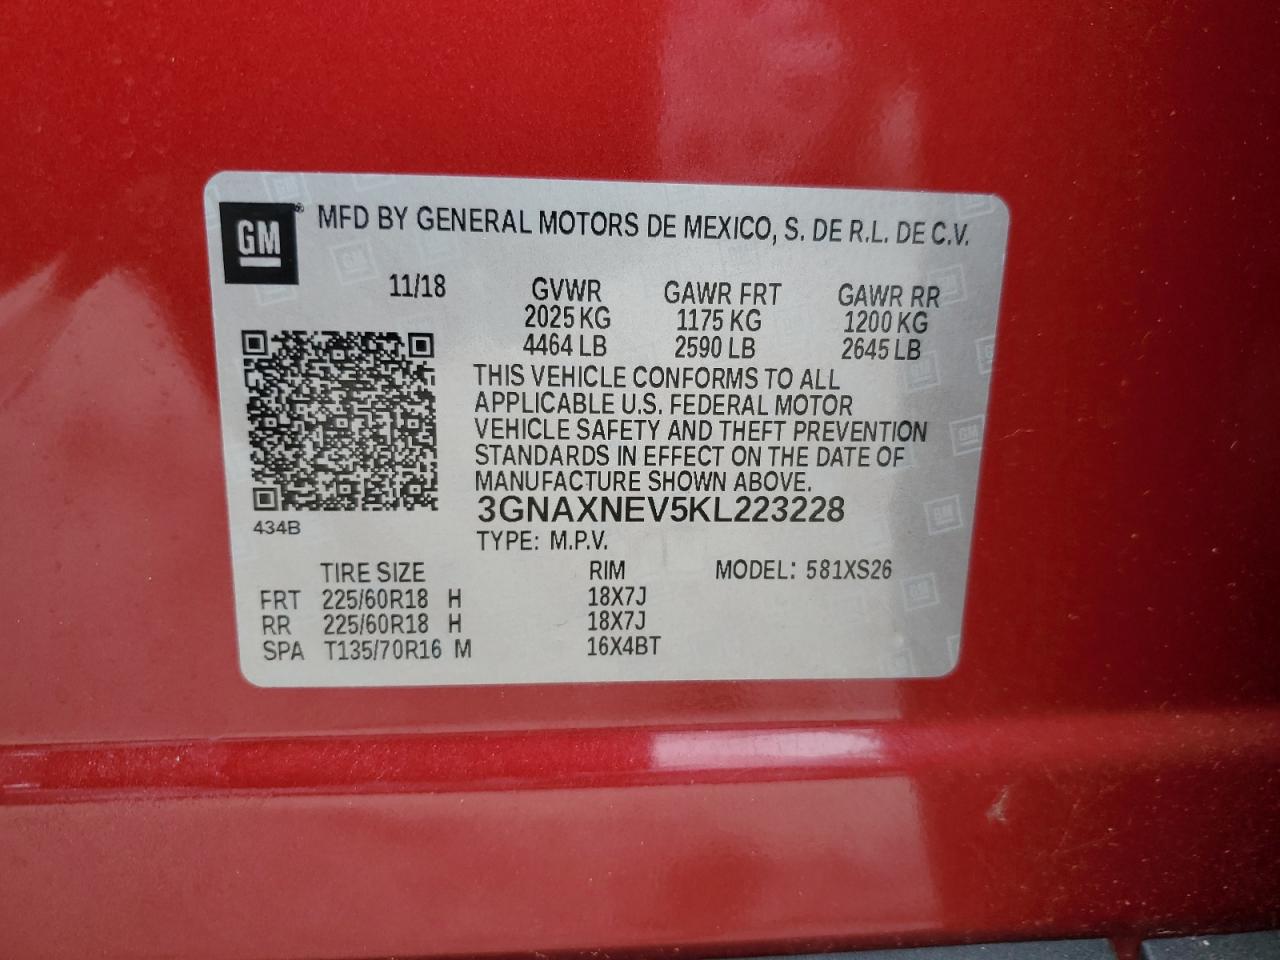 GM ® MFD BY GENERAL MOTORS DE MEXICO, S. DE R.L. DE C.V.
11/18 GVWR GAWR FRT GAWR RR
2025 KG 1175 KG 1200 KG
4464 LB 2590 LB 2645 LB
THIS VEHICLE CONFORMS TO ALL
APPLICABLE U.S. FEDERAL MOTOR
VEHICLE SAFETY AND THEFT PREVENTION
STANDARDS IN EFFECT ON THE DATE OF
MANUFACTURE SHOWN ABOVE.
3GNAXNEV5KL223228
434B
TYPE: M.P.V.
TIRE SIZE RIM MODEL: 581XS26
FRT 225/60R18 H 18X7J
RR 225/60R18 H 18X7J
SPA T135/70R16 M 16X4BT